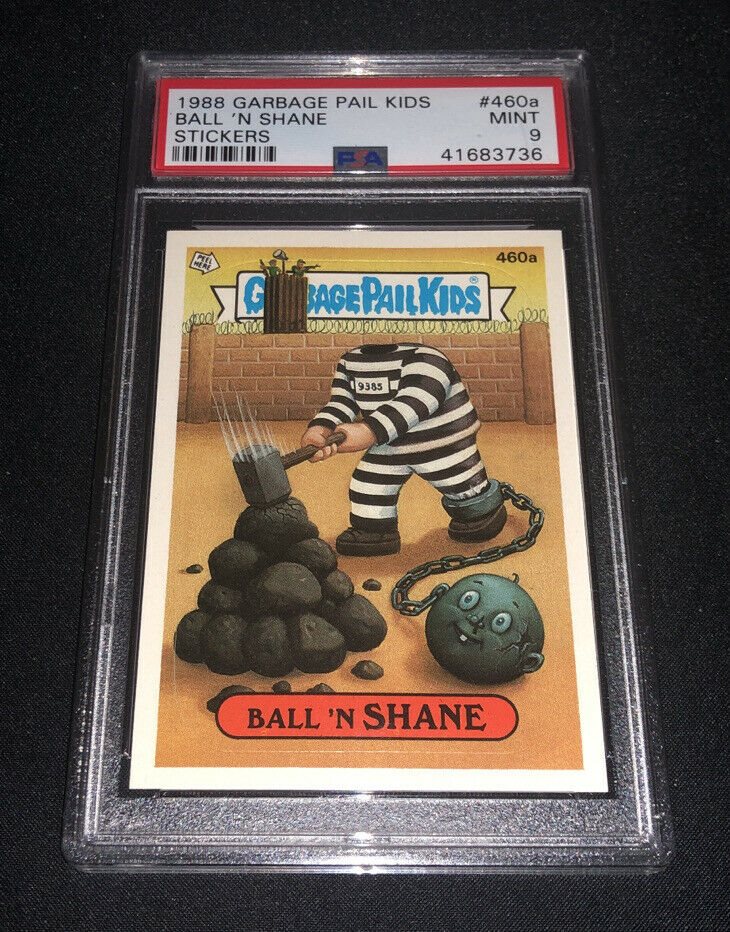 1988 GARBAGE PAIL KIDS #460a
BALL 'N SHANE MINT
STICKERS 9
PSA 41683736
PEEL HERE
460a
GARBAGE PAIL KIDS®
9385
BALL 'N SHANE